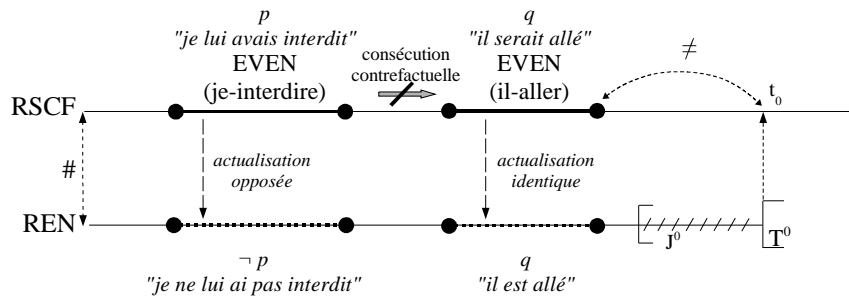 p q
"je lui avais interdit" "il serait allé"
EVEN consécution EVEN ≠
(je-interdire) contrefactuelle (il-aller)
RSCF t₀
# actualisation opposée actualisation identique
REN J⁰ T⁰
¬ p q
"je ne lui ai pas interdit" "il est allé"